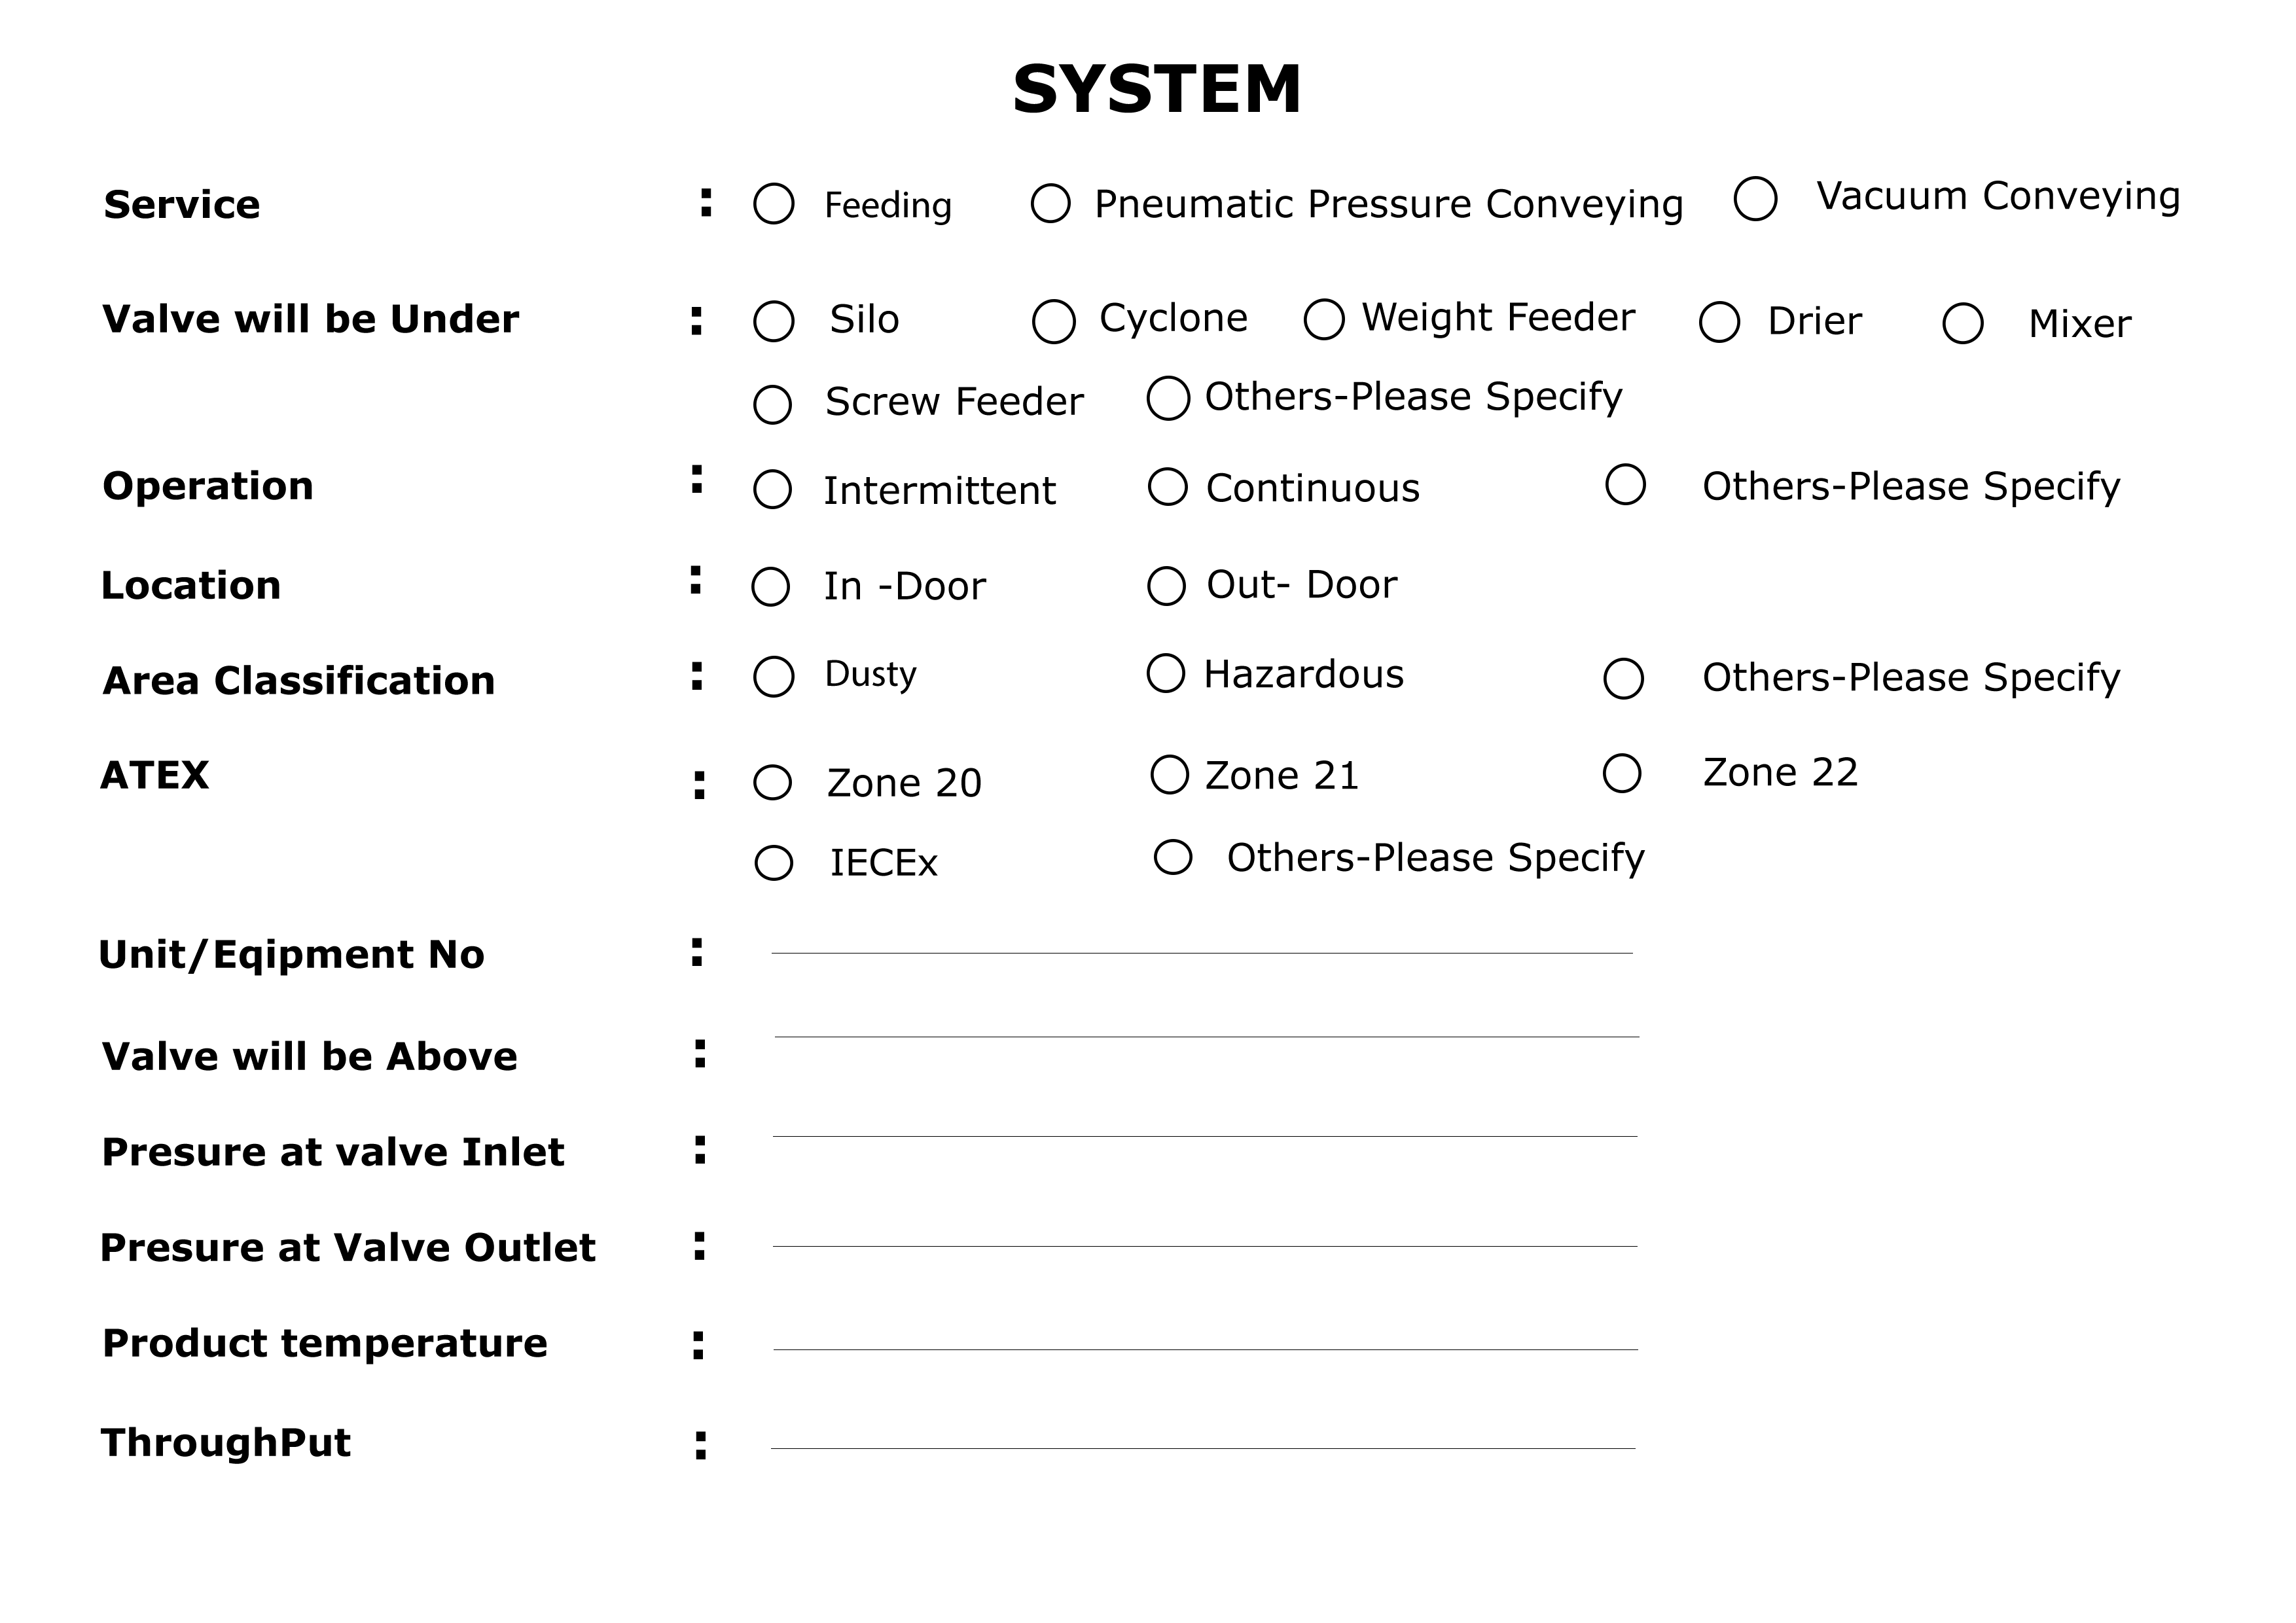 SYSTEM
Service : Feeding Pneumatic Pressure Conveying Vacuum Conveying
Valve will be Under : Silo Cyclone Weight Feeder Drier Mixer
Screw Feeder Others-Please Specify
Operation : Intermittent Continuous Others-Please Specify
Location : In -Door Out- Door
Area Classification : Dusty Hazardous Others-Please Specify
ATEX : Zone 20 Zone 21 Zone 22
IECEx Others-Please Specify
Unit/Eqipment No :
Valve will be Above :
Presure at valve Inlet :
Presure at Valve Outlet :
Product temperature :
ThroughPut :